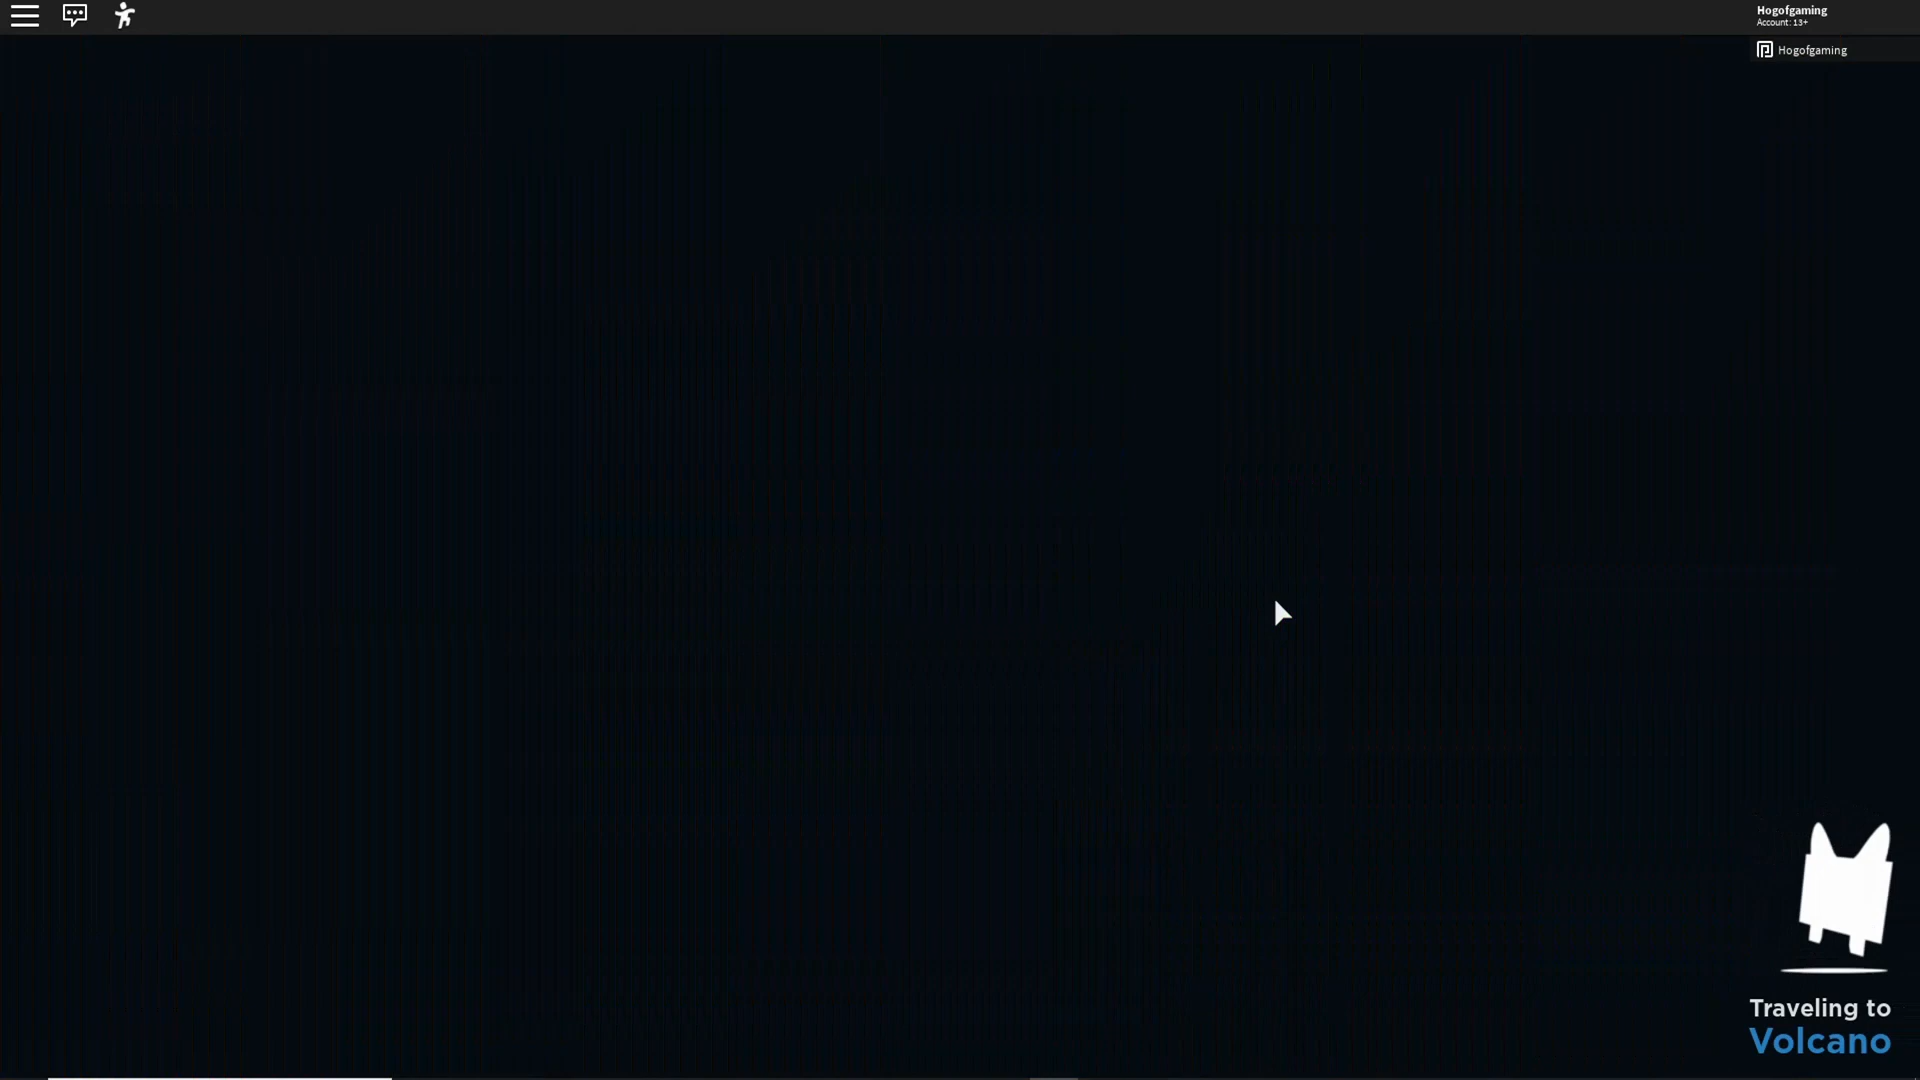 Hogofgaming
Account: 13+
Hogofgaming
Traveling to
Volcano